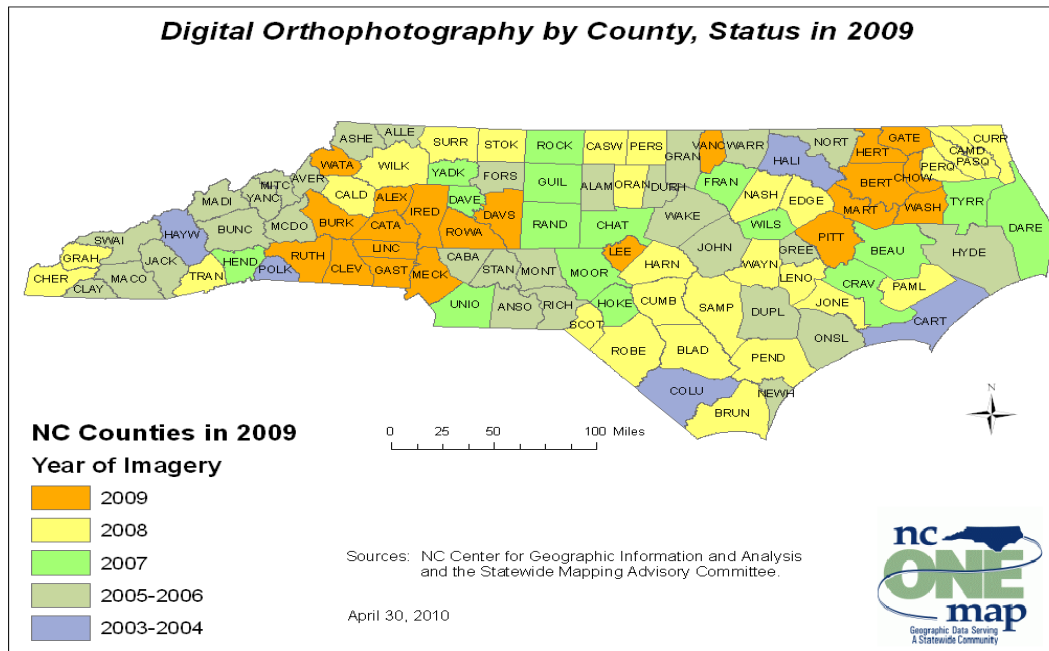 Digital Orthophotography by County, Status in 2009
ASHE ALLE SURR STOK ROCK CASW PERS GRAN VANC WARR NORT GATE CURR
HALI HERT CAMD PASQ PERQ
WATA WILK YADK FORS GUIL ALAM ORAN DURH FRAN BERT CHOW
AVER MITC YANC CALD ALEX IRED DAVE DAVS NASH EDGE MART WASH TYRR DARE
MADI BURK CATA ROWA RAND CHAT WAKE WILS PITT BEAU HYDE
HAYW BUNC MCDO LINC LEE JOHN GREE
SWAI JACK RUTH CLEV GAST MECK CABA STAN MONT MOOR HARN WAYN LENO CRAV PAML
GRAH HEND POLK
CHER CLAY MACO TRAN UNIO ANSO RICH HOKE CUMB SAMP DUPL JONE CART
SCOT ONSL
ROBE BLAD PEND
COLU NEWH
BRUN
N
0 25 50 100 Miles
NC Counties in 2009
Year of Imagery
2009
2008
2007
2005-2006
2003-2004
Sources: NC Center for Geographic Information and Analysis
and the Statewide Mapping Advisory Committee.
April 30, 2010
nc
ONE
map
Geographic Data Serving
A Statewide Community